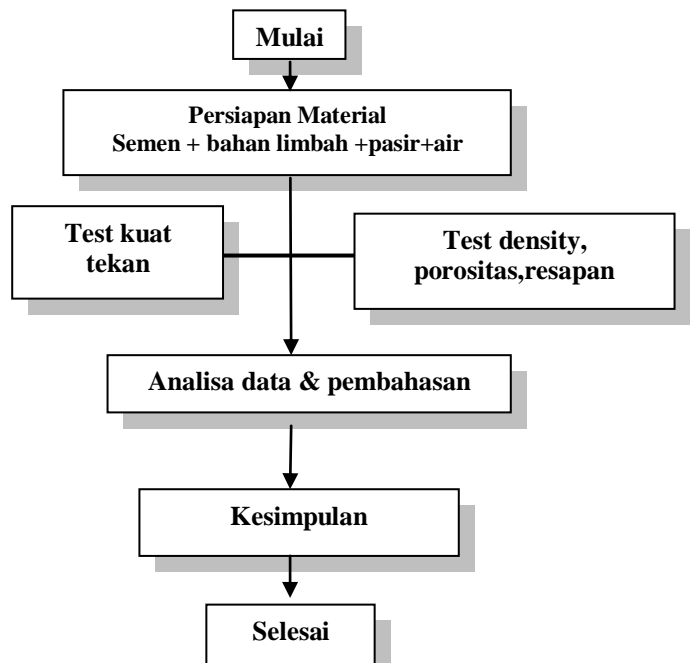 Mulai
Persiapan Material
Semen + bahan limbah +pasir+air
Test kuat
tekan
Test density,
porositas,resapan
Analisa data & pembahasan
Kesimpulan
Selesai